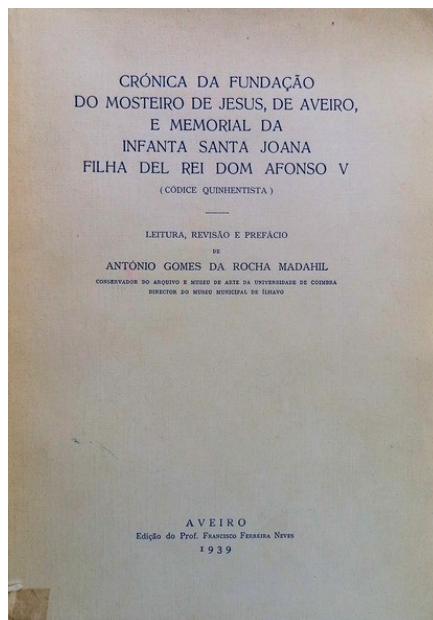 CRÓNICA DA FUNDAÇÃO
DO MOSTEIRO DE JESUS, DE AVEIRO,
E MEMORIAL DA
INFANTA SANTA JOANA
FILHA DEL REI DOM AFONSO V
(CÓDICE QUINHENTISTA)
LEITURA, REVISÃO E PREFÁCIO
DE
ANTÓNIO GOMES DA ROCHA MADAHIL
CONSERVADOR DO ARQUIVO E MUSEU DE ARTE DA UNIVERSIDADE DE COIMBRA
DIRECTOR DO MUSEU MUNICIPAL DE ÍLHAVO
AVEIRO
Edição do Prof. Francisco Ferreira Neves
1939